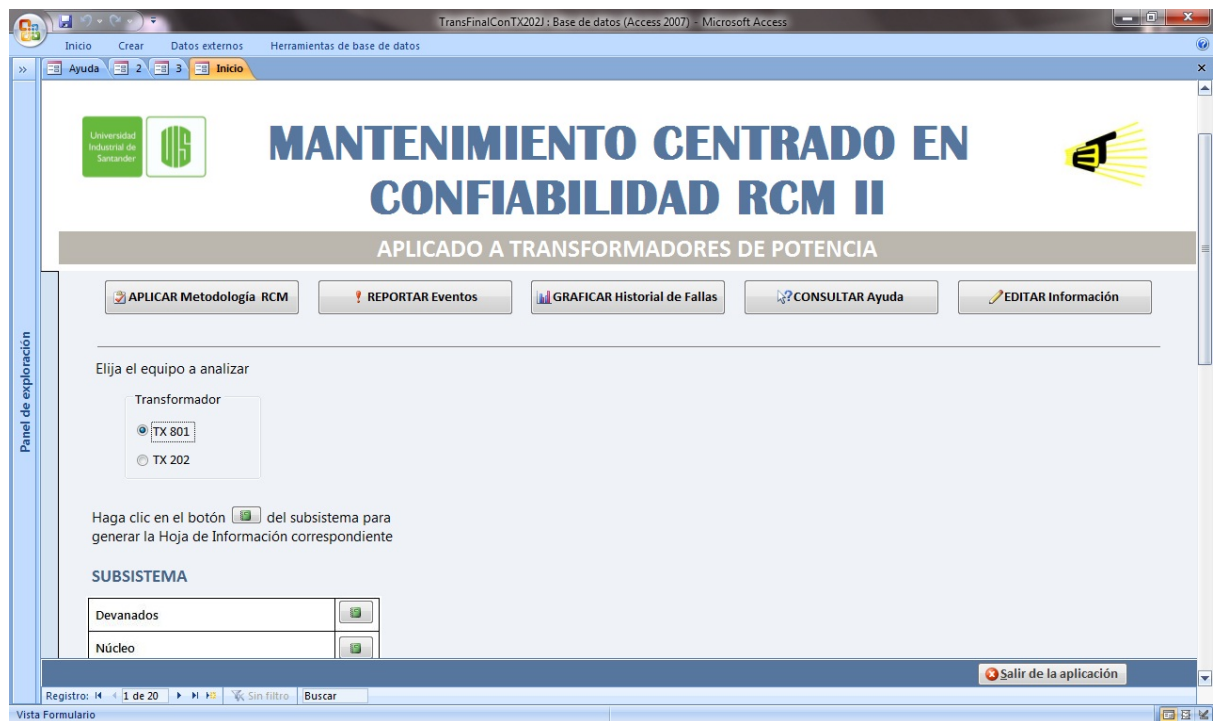 TransFinalConTX202J : Base de datos (Access 2007) - Microsoft Access
Inicio Crear Datos externos Herramientas de base de datos
Ayuda 2 3 Inicio
Universidad
Industrial de
Santander
UIS
MANTENIMIENTO CENTRADO EN
CONFIABILIDAD RCM II
APLICADO A TRANSFORMADORES DE POTENCIA
APLICAR Metodología RCM REPORTAR Eventos GRAFICAR Historial de Fallas CONSULTAR Ayuda EDITAR Información
Panel de exploración
Elija el equipo a analizar
Transformador
TX 801
TX 202
Haga clic en el botón del subsistema para
generar la Hoja de Información correspondiente
SUBSISTEMA
Devanados
Núcleo
Salir de la aplicación
Registro: 1 de 20 Sin filtro Buscar
Vista Formulario